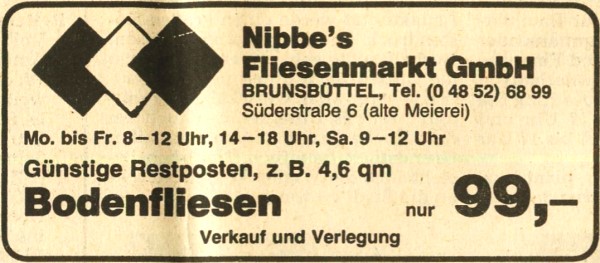 Nibbe's
Fliesenmarkt GmbH
BRUNSBÜTTEL, Tel. (0 48 52) 68 99
Süderstraße 6 (alte Meierei)
Mo. bis Fr. 8–12 Uhr, 14–18 Uhr, Sa. 9–12 Uhr
Günstige Restposten, z. B. 4,6 qm
Bodenfliesen nur 99,–
Verkauf und Verlegung